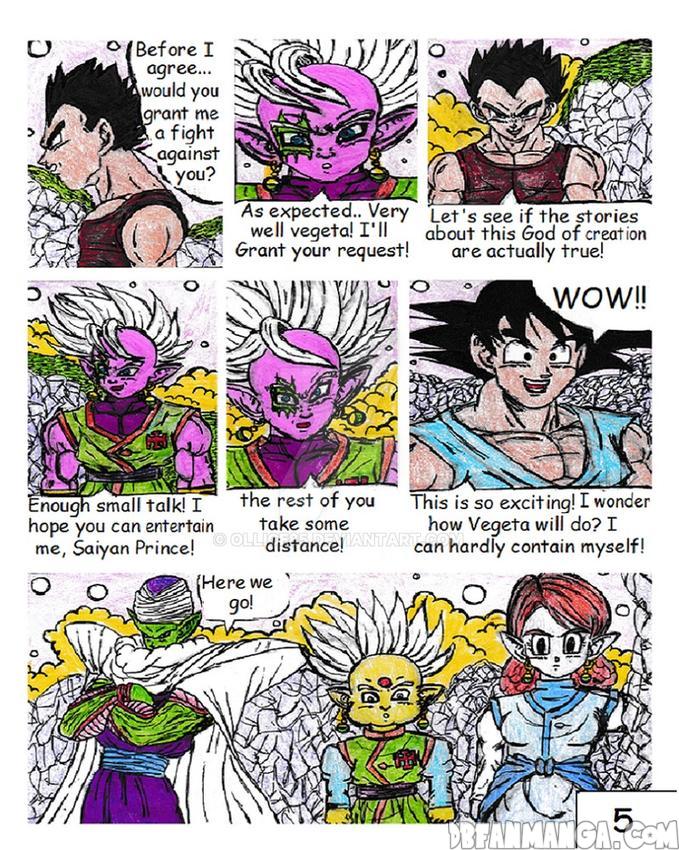 Before I
agree...
would you
grant me
a fight
against
you?
As expected.. Very
well vegeta! I'll
Grant your request!
Let's see if the stories
about this God of creation
are actually true!
WOW!!
Enough small talk! I
hope you can entertain
me, Saiyan Prince!
the rest of you
take some
distance!
This is so exciting! I wonder
how Vegeta will do? I
can hardly contain myself!
Here we
go!
5
DBFANMANGA.COM